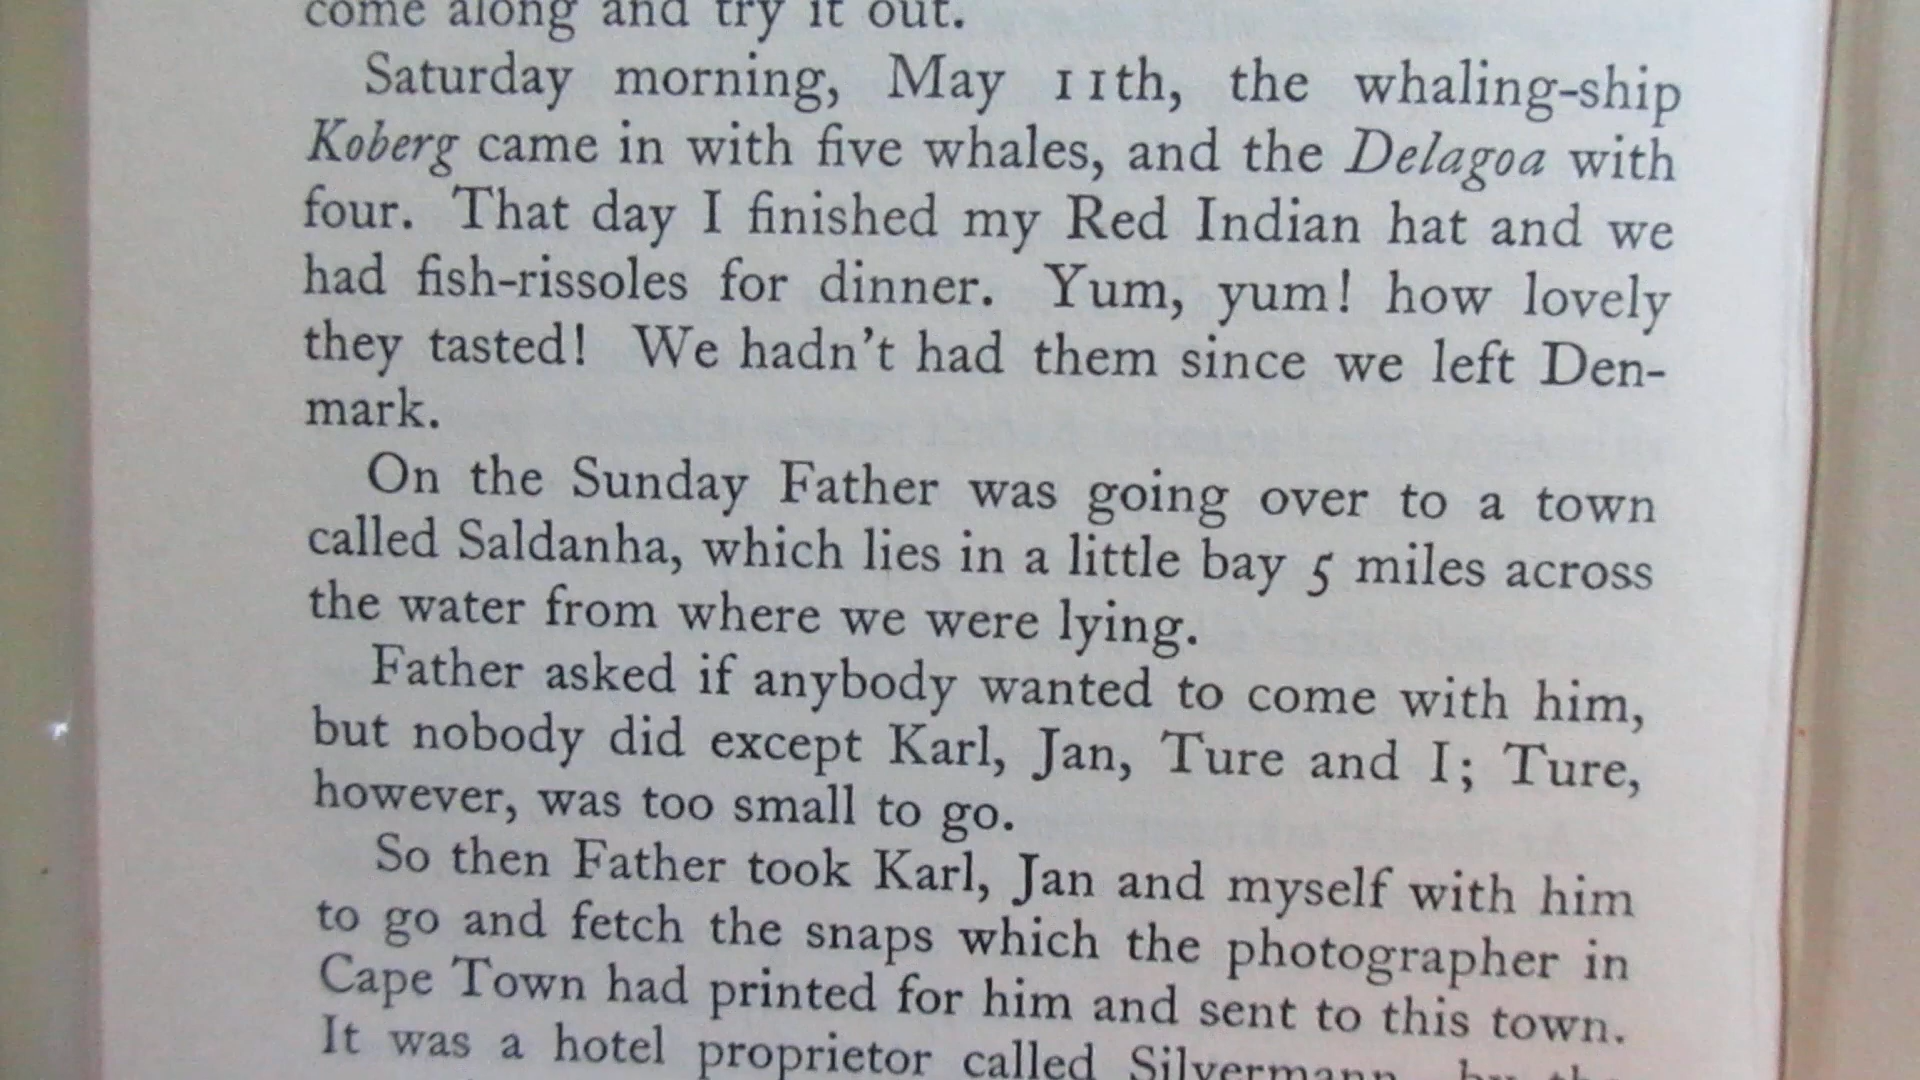 come along and try it out.
Saturday morning, May 11th, the whaling-ship
Koberg came in with five whales, and the Delagoa with
four. That day I finished my Red Indian hat and we
had fish-rissoles for dinner. Yum, yum! how lovely
they tasted! We hadn't had them since we left Den-
mark.
On the Sunday Father was going over to a town
called Saldanha, which lies in a little bay 5 miles across
the water from where we were lying.
Father asked if anybody wanted to come with him,
but nobody did except Karl, Jan, Ture and I; Ture,
however, was too small to go.
So then Father took Karl, Jan and myself with him
to go and fetch the snaps which the photographer in
Cape Town had printed for him and sent to this town.
It was a hotel proprietor called Silvermann, by the